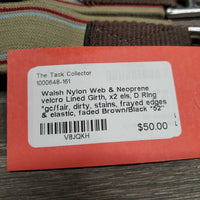 The Tack Collector
1000648-161
Walsh Nylon Web & Neoprene
velcro Lined Girth, x2 els, D Ring
*gc/fair, dirty, stains, frayed edges
& elastic, faded Brown/Black *52"
$50.00
V8JQKH